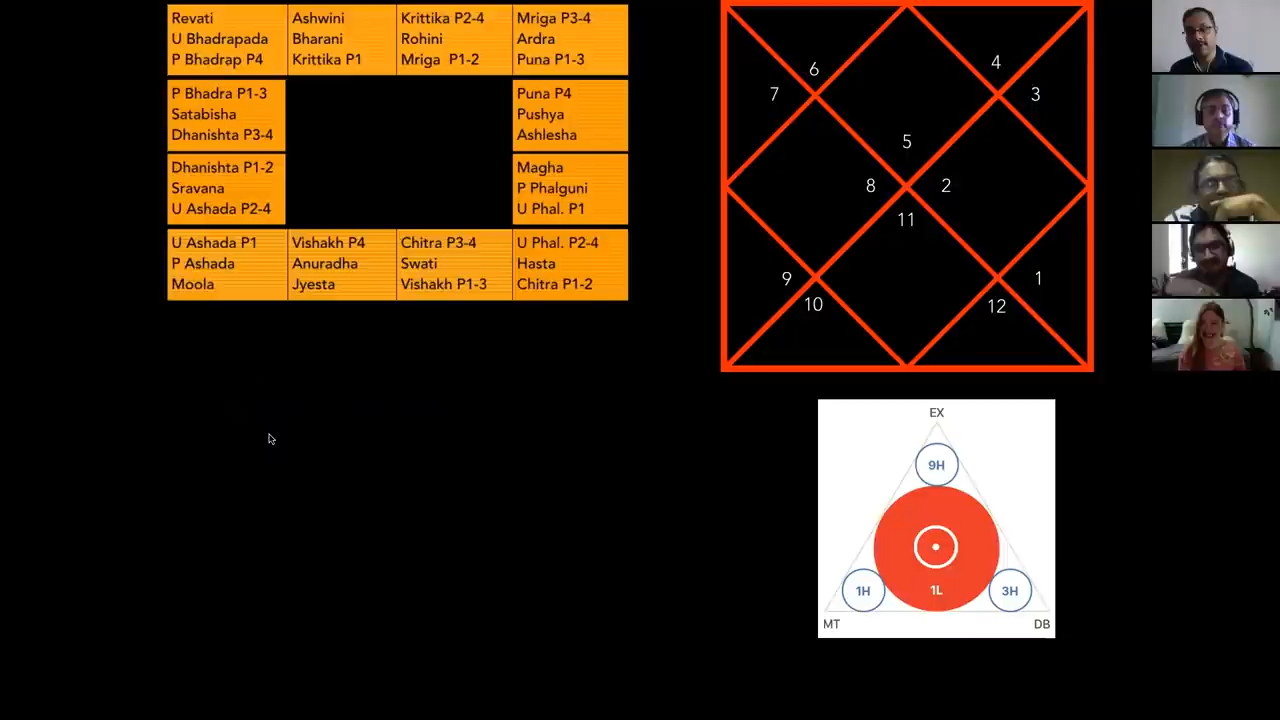 Revati
U Bhadrapada
P Bhadrap P4
Ashwini
Bharani
Krittika P1
Krittika P2-4
Rohini
Mriga P1-2
Mriga P3-4
Ardra
Puna P1-3
P Bhadra P1-3
Satabisha
Dhanishta P3-4
Puna P4
Pushya
Ashlesha
Dhanishta P1-2
Sravana
U Ashada P2-4
Magha
P Phalguni
U Phal. P1
U Ashada P1
P Ashada
Moola
Vishakh P4
Anuradha
Jyesta
Chitra P3-4
Swati
Vishakh P1-3
U Phal. P2-4
Hasta
Chitra P1-2
6
4
7
3
5
8
2
11
9
1
10
12
EX
9H
1H
1L
3H
MT
DB